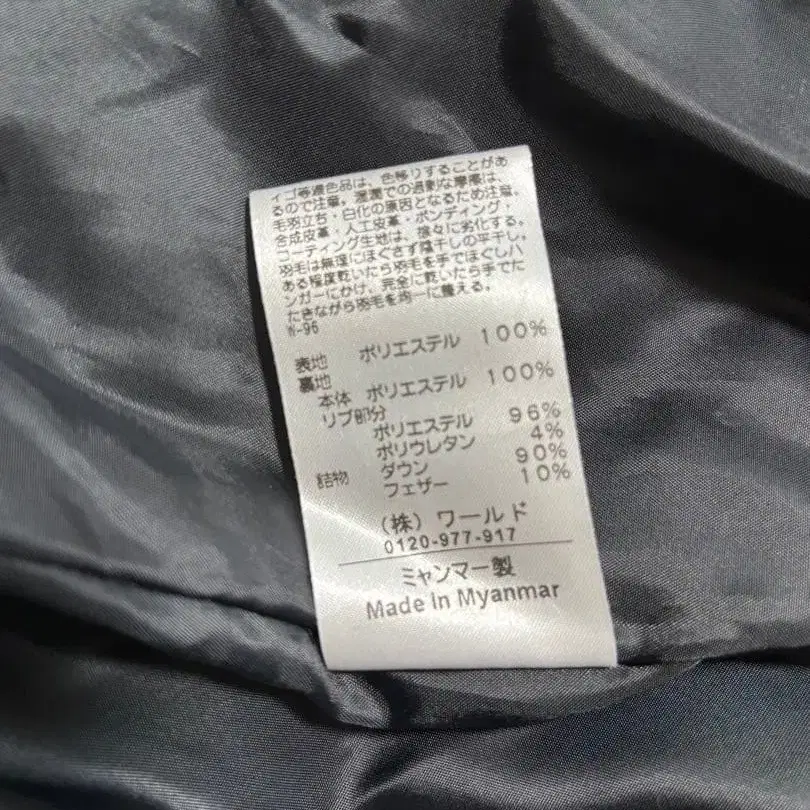 ィゴ等濃色品は、色移りすることがあ
るので注意。湿潤での過剰な摩擦は、
毛羽立ち・白化の原因となるため注意。
合成皮革・人工皮革・ボンディング・
コーティング生地は、徐々に劣化する。
羽毛は無理にほぐさず陰干しの平干し。
ある程度乾いたら羽毛を手でほぐしハ
ンガーにかけ、完全に乾いたら手でた
たきながら羽毛を均一に整える。
W-96
表地 ポリエステル 100%
裏地
本体 ポリエステル 100%
リブ部分
ポリエステル 96%
ポリウレタン 4%
詰物 ダウン 90%
フェザー 10%
(株) ワールド
0120-977-917
ミャンマー製
Made In Myanmar